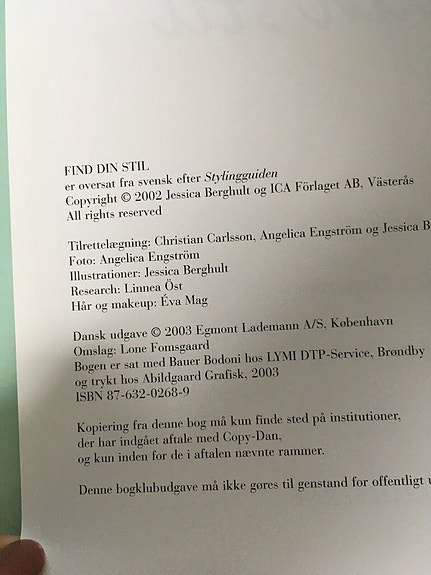 FIND DIN STIL
er oversat fra svensk efter Stylingguiden
Copyright © 2002 Jessica Berghult og ICA Förlaget AB, Västerås
All rights reserved
Tilrettelægning: Christian Carlsson, Angelica Engström og Jessica B
Foto: Angelica Engström
Illustrationer: Jessica Berghult
Research: Linnea Öst
Hår og makeup: Éva Mag
Dansk udgave © 2003 Egmont Lademann A/S, København
Omslag: Lone Fomsgaard
Bogen er sat med Bauer Bodoni hos LYMI DTP-Service, Brøndby
og trykt hos Abildgaard Grafisk, 2003
ISBN 87-632-0268-9
Kopiering fra denne bog må kun finde sted på institutioner,
der har indgået aftale med Copy-Dan,
og kun inden for de i aftalen nævnte rammer.
Denne bogklubudgave må ikke gøres til genstand for offentligt u